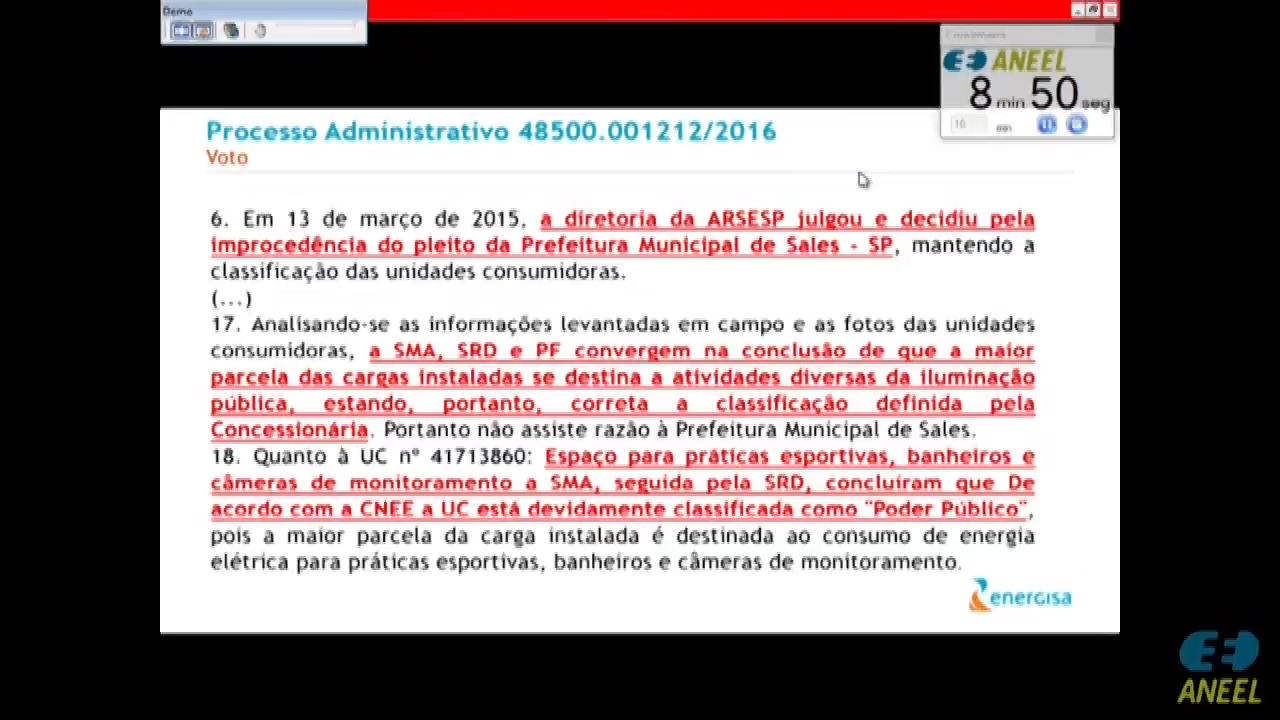 Demo
ANEEL
8 min 50 seg
10 min
Processo Administrativo 48500.001212/2016
Voto
6. Em 13 de março de 2015, a diretoria da ARSESP julgou e decidiu pela
improcedência do pleito da Prefeitura Municipal de Sales - SP, mantendo a
classificação das unidades consumidoras.
(...)
17. Analisando-se as informações levantadas em campo e as fotos das unidades
consumidoras, a SMA, SRD e PF convergem na conclusão de que a maior
parcela das cargas instaladas se destina a atividades diversas da iluminação
pública, estando, portanto, correta a classificação definida pela
Concessionária. Portanto não assiste razão à Prefeitura Municipal de Sales.
18. Quanto à UC nº 41713860: Espaço para práticas esportivas, banheiros e
câmeras de monitoramento a SMA, seguida pela SRD, concluíram que De
acordo com a CNEE a UC está devidamente classificada como "Poder Público",
pois a maior parcela da carga instalada é destinada ao consumo de energia
elétrica para práticas esportivas, banheiros e câmeras de monitoramento.
energisa
ANEEL